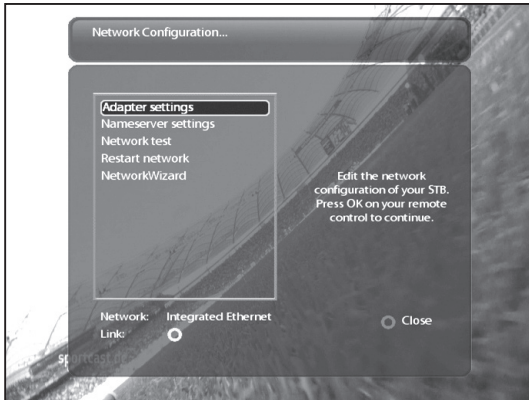 Network Configuration...
Adapter settings
Nameserver settings
Network test
Restart network
NetworkWizard
Edit the network
configuration of your STB.
Press OK on your remote
control to continue.
Network: Integrated Ethernet
Link:
Close
sportcast.de